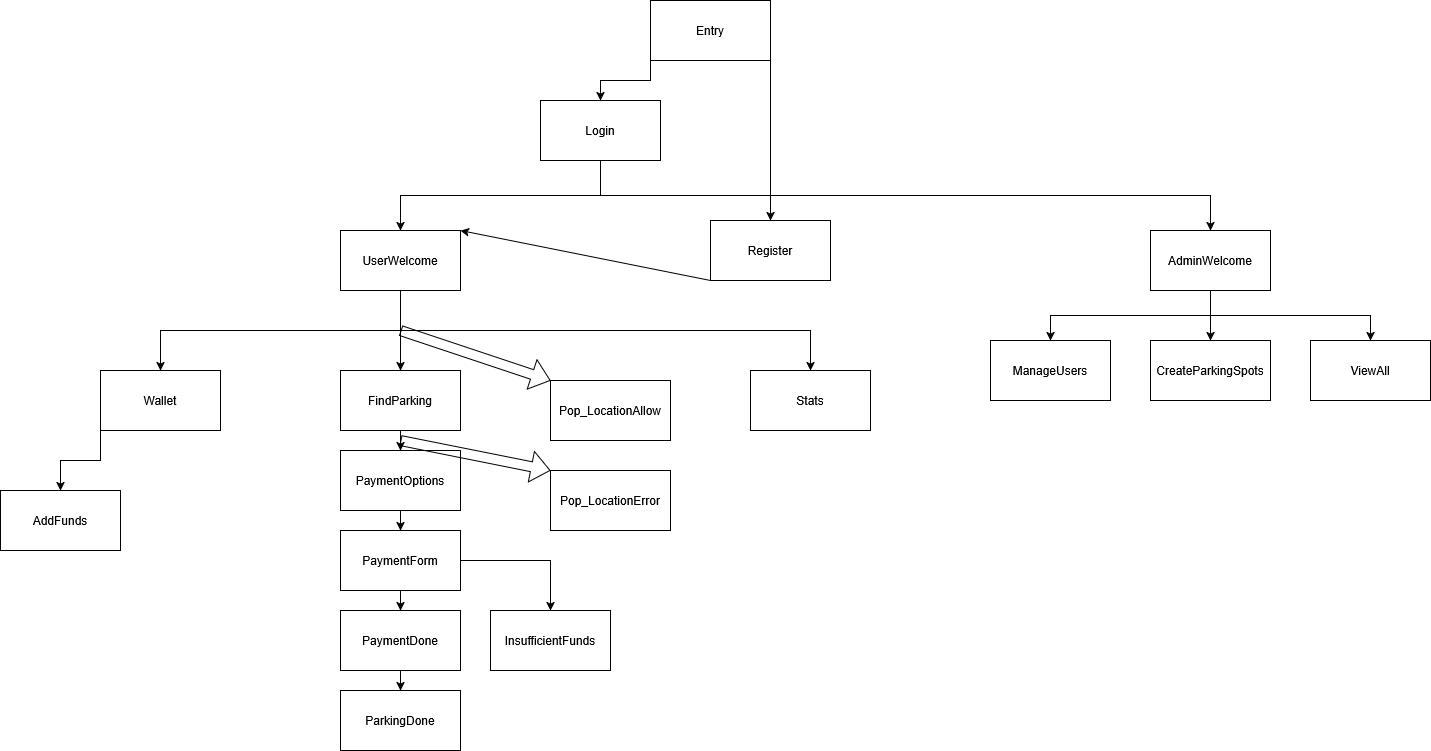 Entry
Login
UserWelcome
Register
AdminWelcome
Wallet
FindParking
Pop_LocationAllow
Stats
ManageUsers
CreateParkingSpots
ViewAll
PaymentOptions
Pop_LocationError
AddFunds
PaymentForm
PaymentDone
InsufficientFunds
ParkingDone